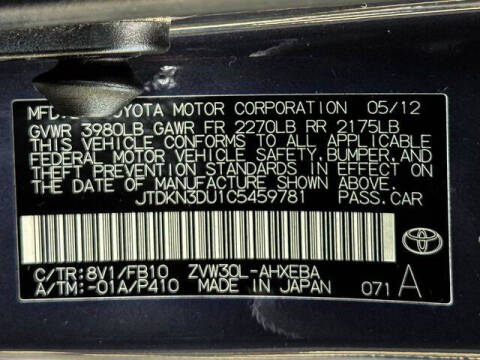 MFD. TOYOTA MOTOR CORPORATION 05/12
GVWR 3980LB GAWR FR 2270LB RR 2175LB
THIS VEHICLE CONFORMS TO ALL APPLICABLE
FEDERAL MOTOR VEHICLE SAFETY, BUMPER, AND
THEFT PREVENTION STANDARDS IN EFFECT ON
THE DATE OF MANUFACTURE SHOWN ABOVE.
JTDKN3DU1C5459781 PASS.CAR
C/TR:8V1/FB10 ZVW30L-AHXEBA
A/TM:-01A/P410 MADE IN JAPAN 071 A